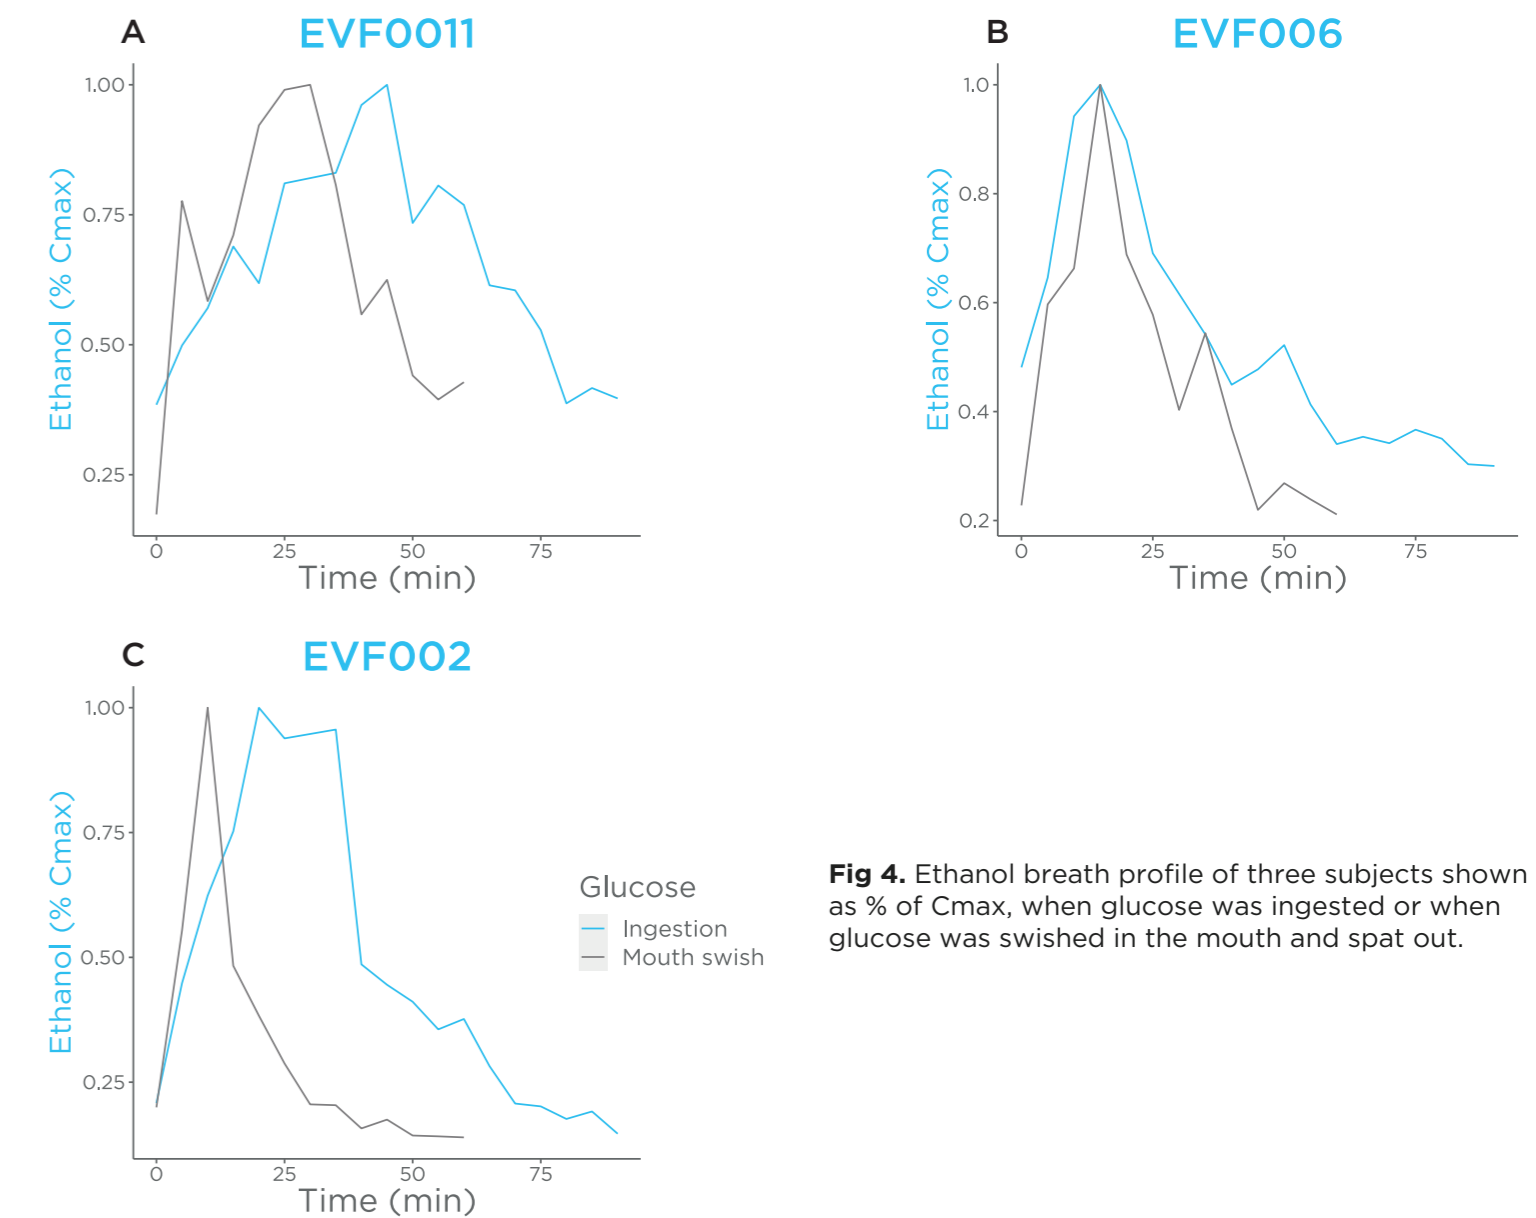 A
EVF0011
Ethanol (% Cmax)
1.00
0.75
0.50
0.25
0
25
50
75
Time (min)
B
EVF006
Ethanol (% Cmax)
1.0
0.8
0.6
0.4
0.2
0
25
50
75
Time (min)
C
EVF002
Ethanol (% Cmax)
1.00
0.75
0.50
0.25
0
25
50
75
Time (min)
Glucose
Ingestion
Mouth swish
Fig 4. Ethanol breath profile of three subjects shown
as % of Cmax, when glucose was ingested or when
glucose was swished in the mouth and spat out.